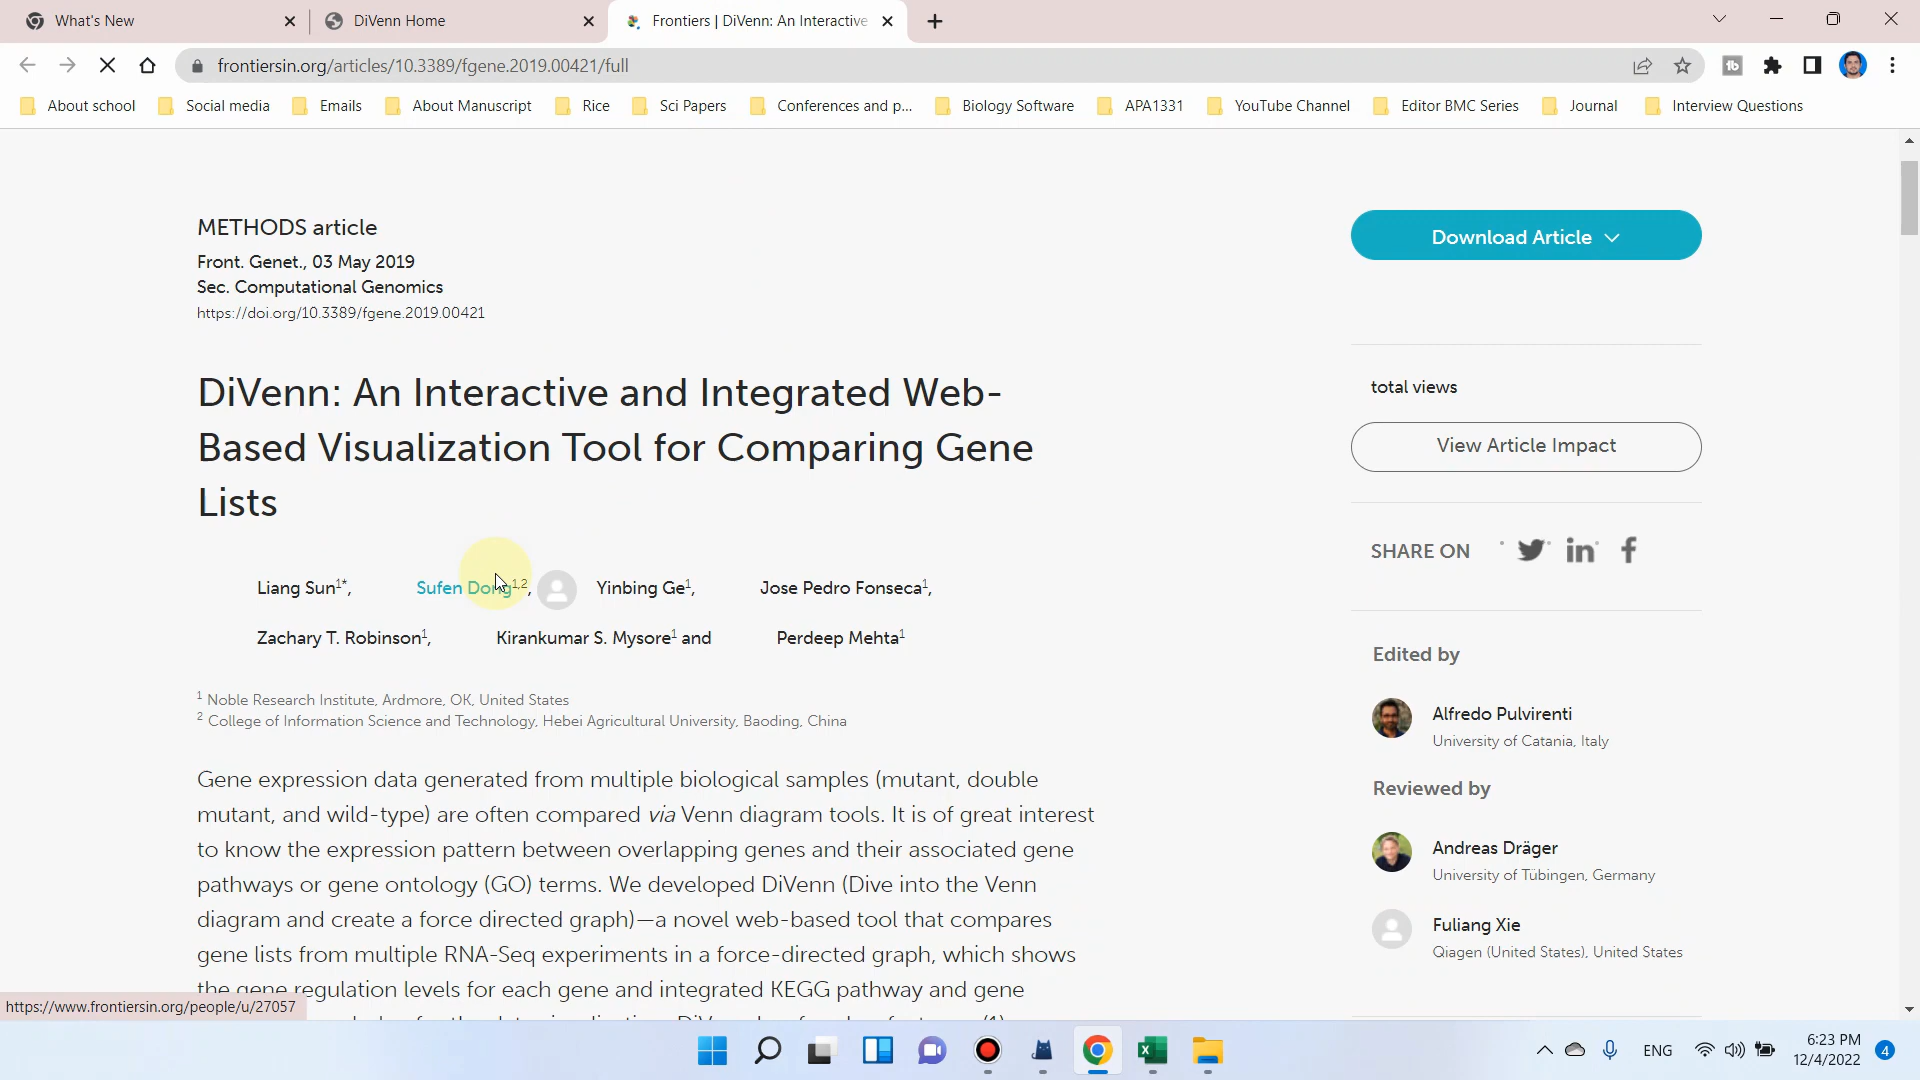 What's New
DiVenn Home
Frontiers | DiVenn: An Interactive
frontiersin.org/articles/10.3389/fgene.2019.00421/full
About school
Social media
Emails
About Manuscript
Rice
Sci Papers
Conferences and p...
Biology Software
APA1331
YouTube Channel
Editor BMC Series
Journal
Interview Questions
METHODS article
Front. Genet., 03 May 2019
Sec. Computational Genomics
https://doi.org/10.3389/fgene.2019.00421
DiVenn: An Interactive and Integrated Web-
Based Visualization Tool for Comparing Gene
Lists
Liang Sun1*, Sufen Dong1,2, Yinbing Ge1, Jose Pedro Fonseca1,
Zachary T. Robinson1, Kirankumar S. Mysore1 and Perdeep Mehta1
1 Noble Research Institute, Ardmore, OK, United States
2 College of Information Science and Technology, Hebei Agricultural University, Baoding, China
Gene expression data generated from multiple biological samples (mutant, double
mutant, and wild-type) are often compared via Venn diagram tools. It is of great interest
to know the expression pattern between overlapping genes and their associated gene
pathways or gene ontology (GO) terms. We developed DiVenn (Dive into the Venn
diagram and create a force directed graph)—a novel web-based tool that compares
gene lists from multiple RNA-Seq experiments in a force-directed graph, which shows
the gene regulation levels for each gene and integrated KEGG pathway and gene
Download Article
total views
View Article Impact
SHARE ON
Edited by
Alfredo Pulvirenti
University of Catania, Italy
Reviewed by
Andreas Dräger
University of Tübingen, Germany
Fuliang Xie
Qiagen (United States), United States
https://www.frontiersin.org/people/u/27057
ENG
6:23 PM
12/4/2022
4